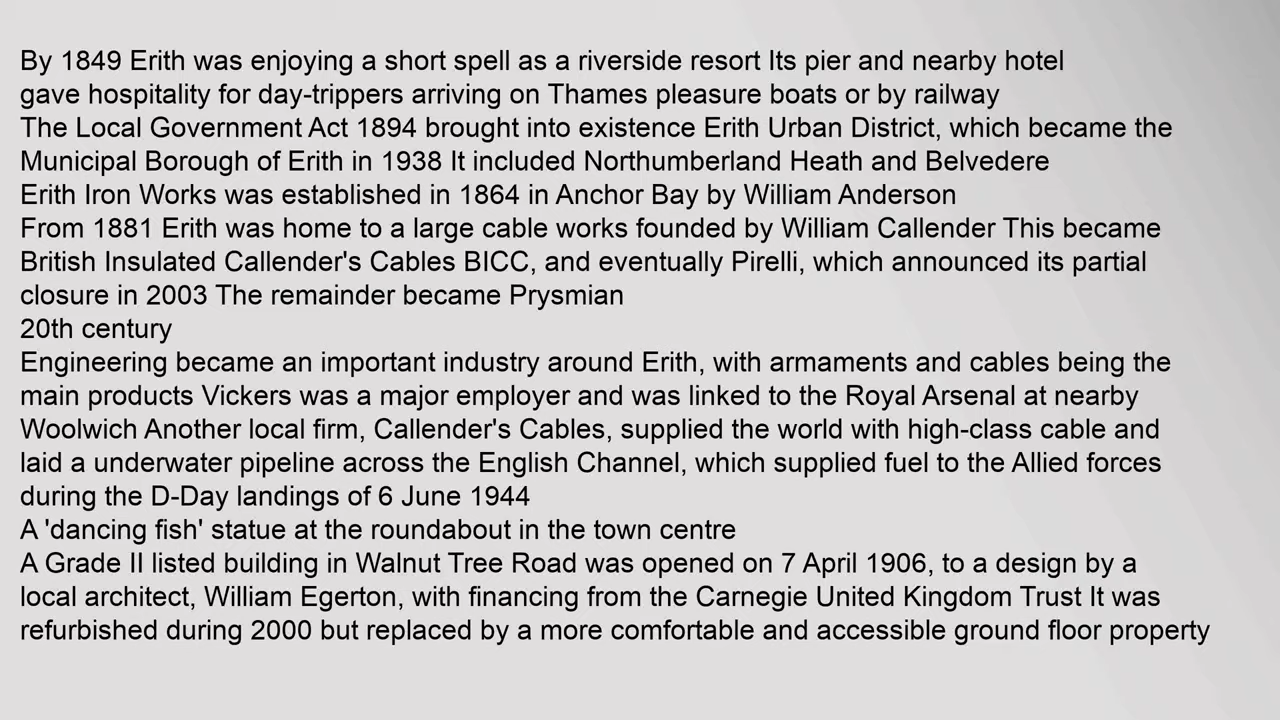 By 1849 Erith was enjoying a short spell as a riverside resort Its pier and nearby hotel
gave hospitality for day-trippers arriving on Thames pleasure boats or by railway
The Local Government Act 1894 brought into existence Erith Urban District, which became the
Municipal Borough of Erith in 1938 It included Northumberland Heath and Belvedere
Erith Iron Works was established in 1864 in Anchor Bay by William Anderson
From 1881 Erith was home to a large cable works founded by William Callender This became
British Insulated Callender's Cables BICC, and eventually Pirelli, which announced its partial
closure in 2003 The remainder became Prysmian
20th century
Engineering became an important industry around Erith, with armaments and cables being the
main products Vickers was a major employer and was linked to the Royal Arsenal at nearby
Woolwich Another local firm, Callender's Cables, supplied the world with high-class cable and
laid a underwater pipeline across the English Channel, which supplied fuel to the Allied forces
during the D-Day landings of 6 June 1944
A 'dancing fish' statue at the roundabout in the town centre
A Grade II listed building in Walnut Tree Road was opened on 7 April 1906, to a design by a
local architect, William Egerton, with financing from the Carnegie United Kingdom Trust It was
refurbished during 2000 but replaced by a more comfortable and accessible ground floor property